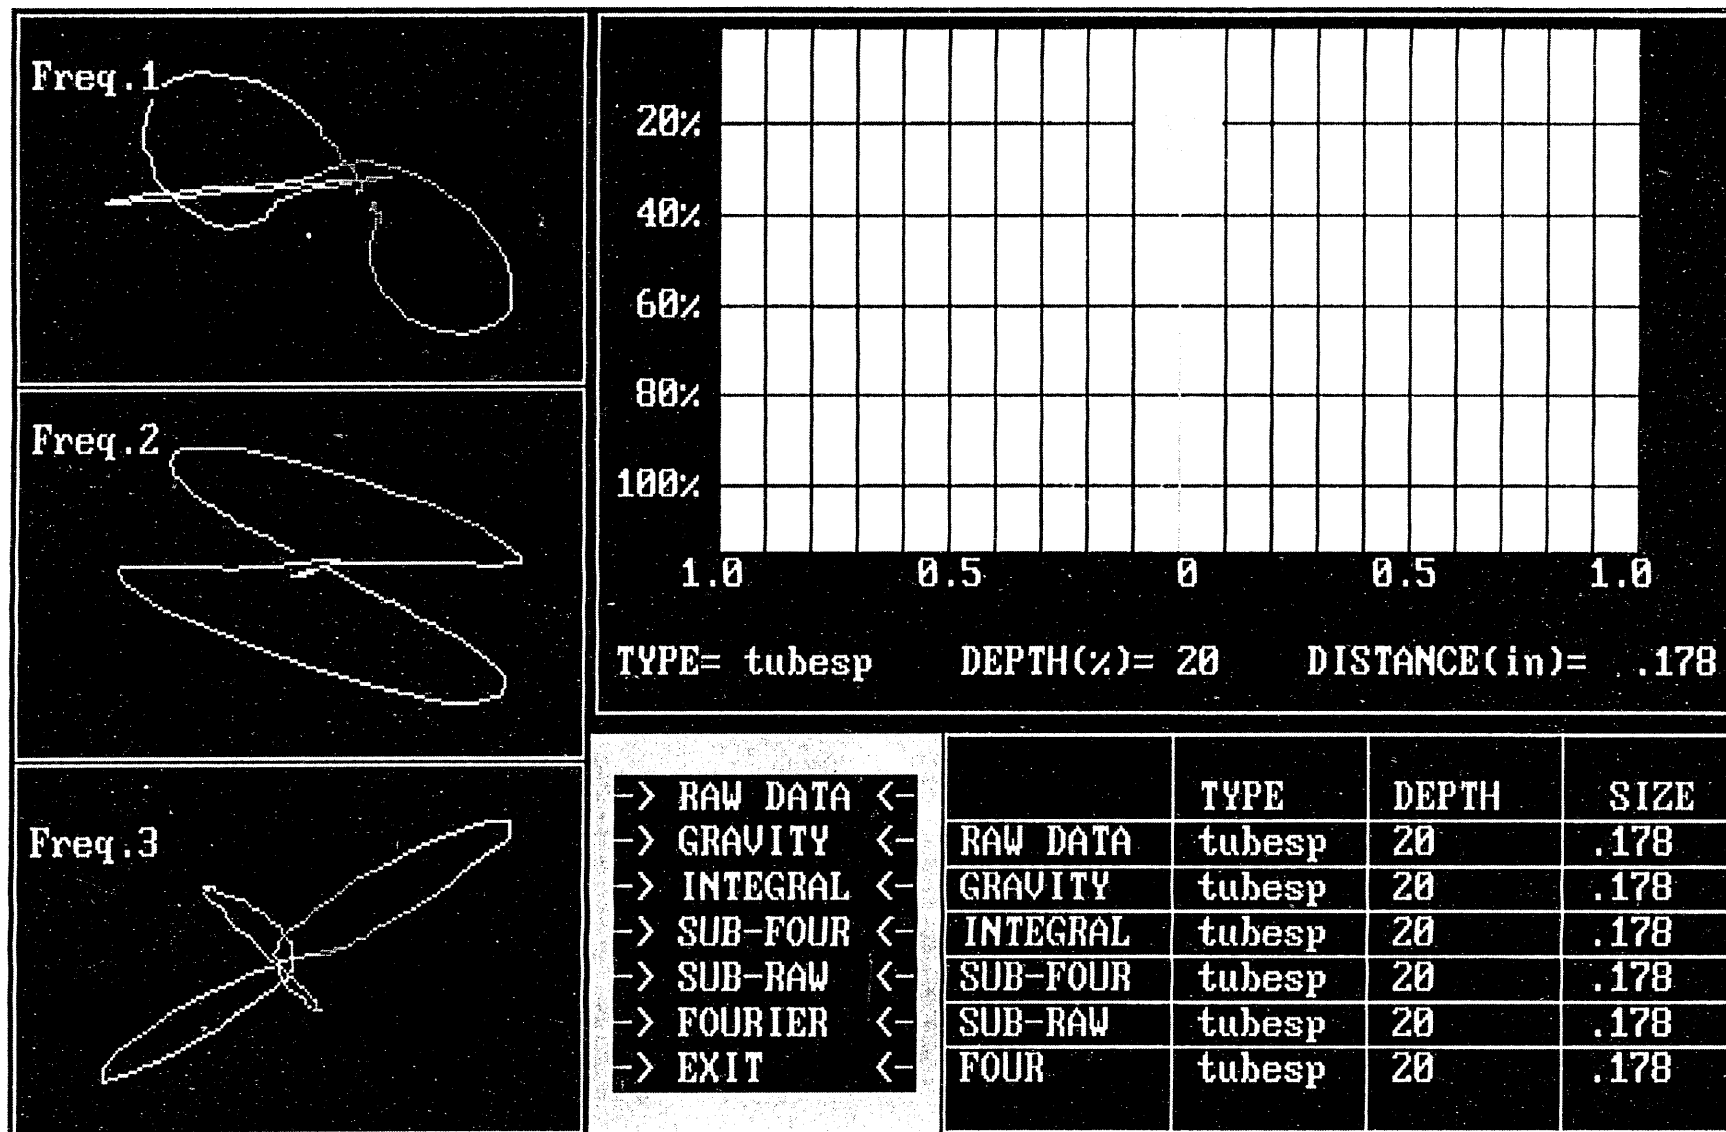 Freq.1
Freq.2
Freq.3
20%
40%
60%
80%
100%
1.0 0.5 0 0.5 1.0
TYPE= tubesp DEPTH(%)= 20 DISTANCE(in)= .178
-> RAW DATA <-
-> GRAVITY <-
-> INTEGRAL <-
-> SUB-FOUR <-
-> SUB-RAW <-
-> FOURIER <-
-> EXIT <-
TYPE DEPTH SIZE
RAW DATA tubesp 20 .178
GRAVITY tubesp 20 .178
INTEGRAL tubesp 20 .178
SUB-FOUR tubesp 20 .178
SUB-RAW tubesp 20 .178
FOUR tubesp 20 .178